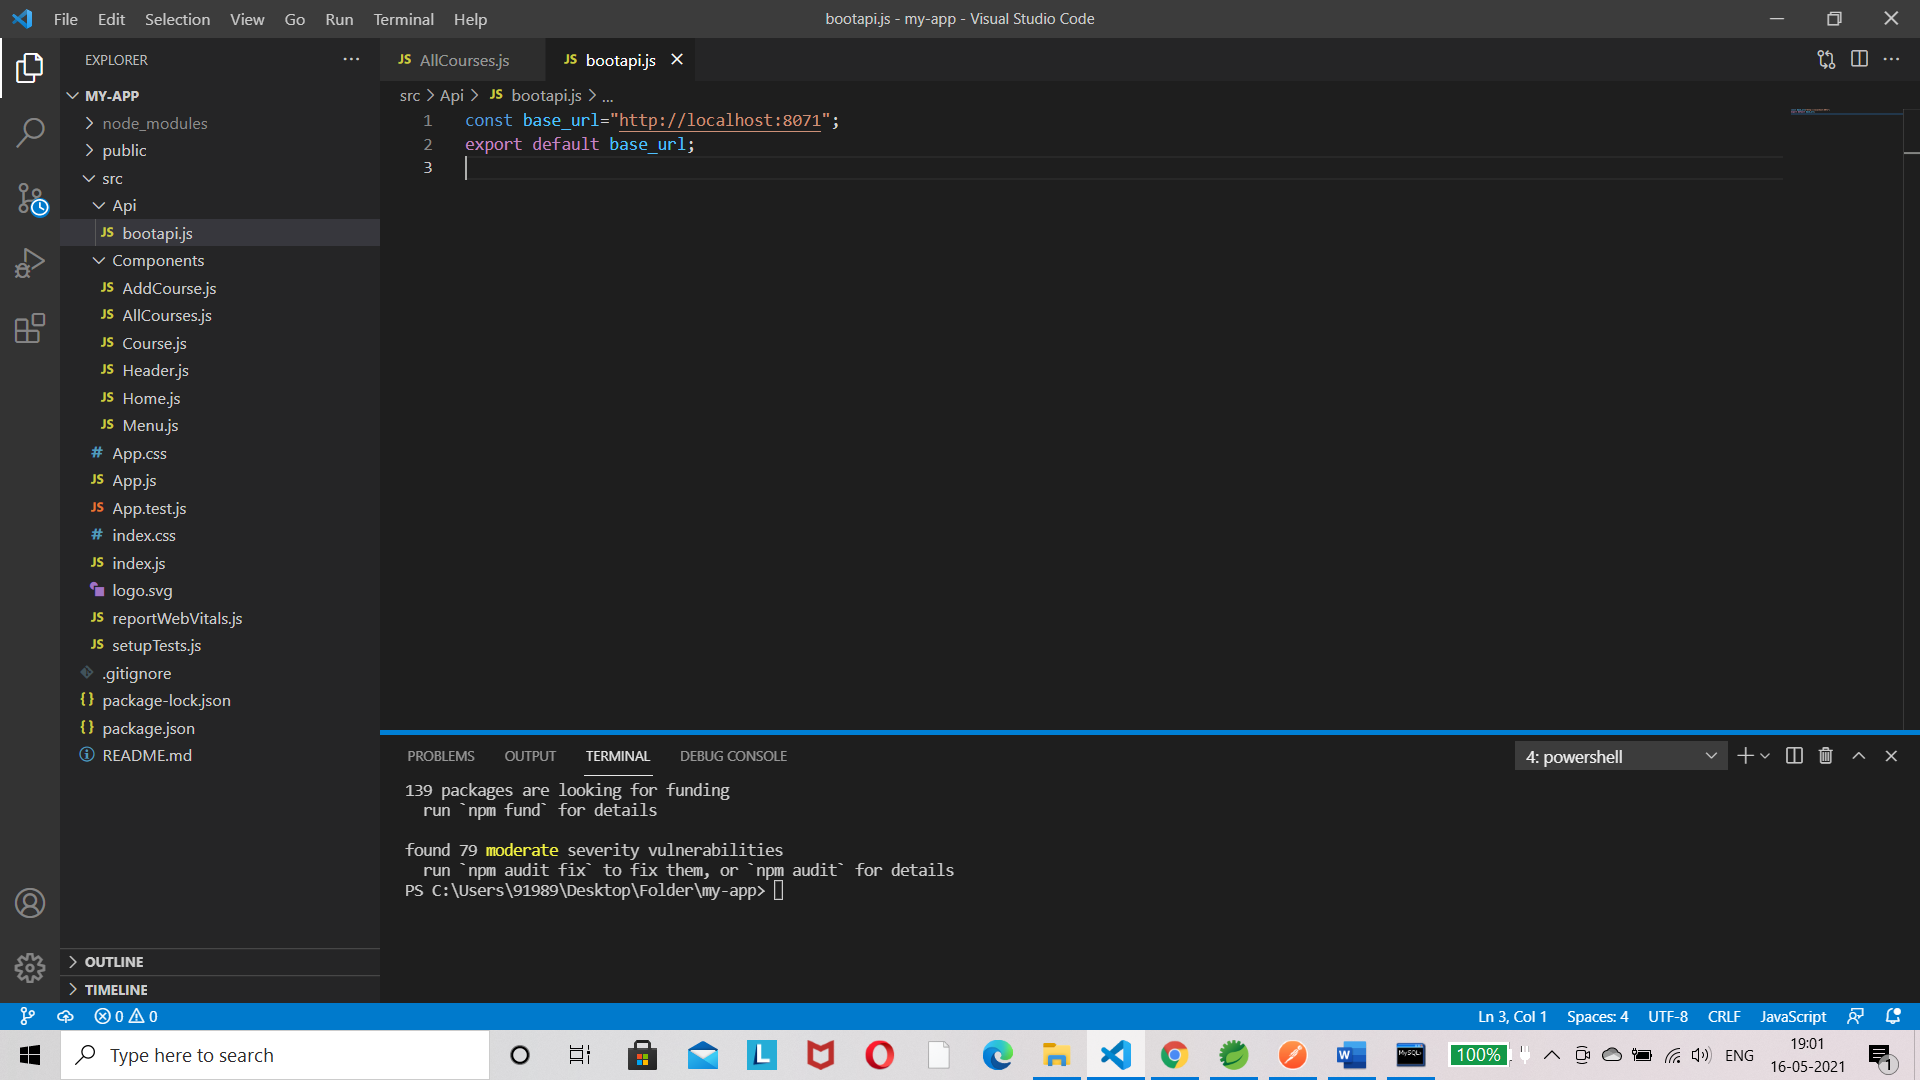 File Edit Selection View Go Run Terminal Help
bootapi.js - my-app - Visual Studio Code
EXPLORER
MY-APP
node_modules
public
src
Api
JS bootapi.js
Components
JS AddCourse.js
JS AllCourses.js
JS Course.js
JS Header.js
JS Home.js
JS Menu.js
# App.css
JS App.js
JS App.test.js
# index.css
JS index.js
logo.svg
JS reportWebVitals.js
JS setupTests.js
.gitignore
{} package-lock.json
{} package.json
README.md
OUTLINE
TIMELINE
JS AllCourses.js JS bootapi.js
src > Api > JS bootapi.js > ...
1 const base_url="http://localhost:8071";
2 export default base_url;
3
PROBLEMS OUTPUT TERMINAL DEBUG CONSOLE
4: powershell
139 packages are looking for funding
run `npm fund` for details
found 79 moderate severity vulnerabilities
run `npm audit fix` to fix them, or `npm audit` for details
PS C:\Users\91989\Desktop\Folder\my-app>
0 0
Ln 3, Col 1 Spaces: 4 UTF-8 CRLF JavaScript
Type here to search
L
W
MySQL
100%
ENG
19:01
16-05-2021
1